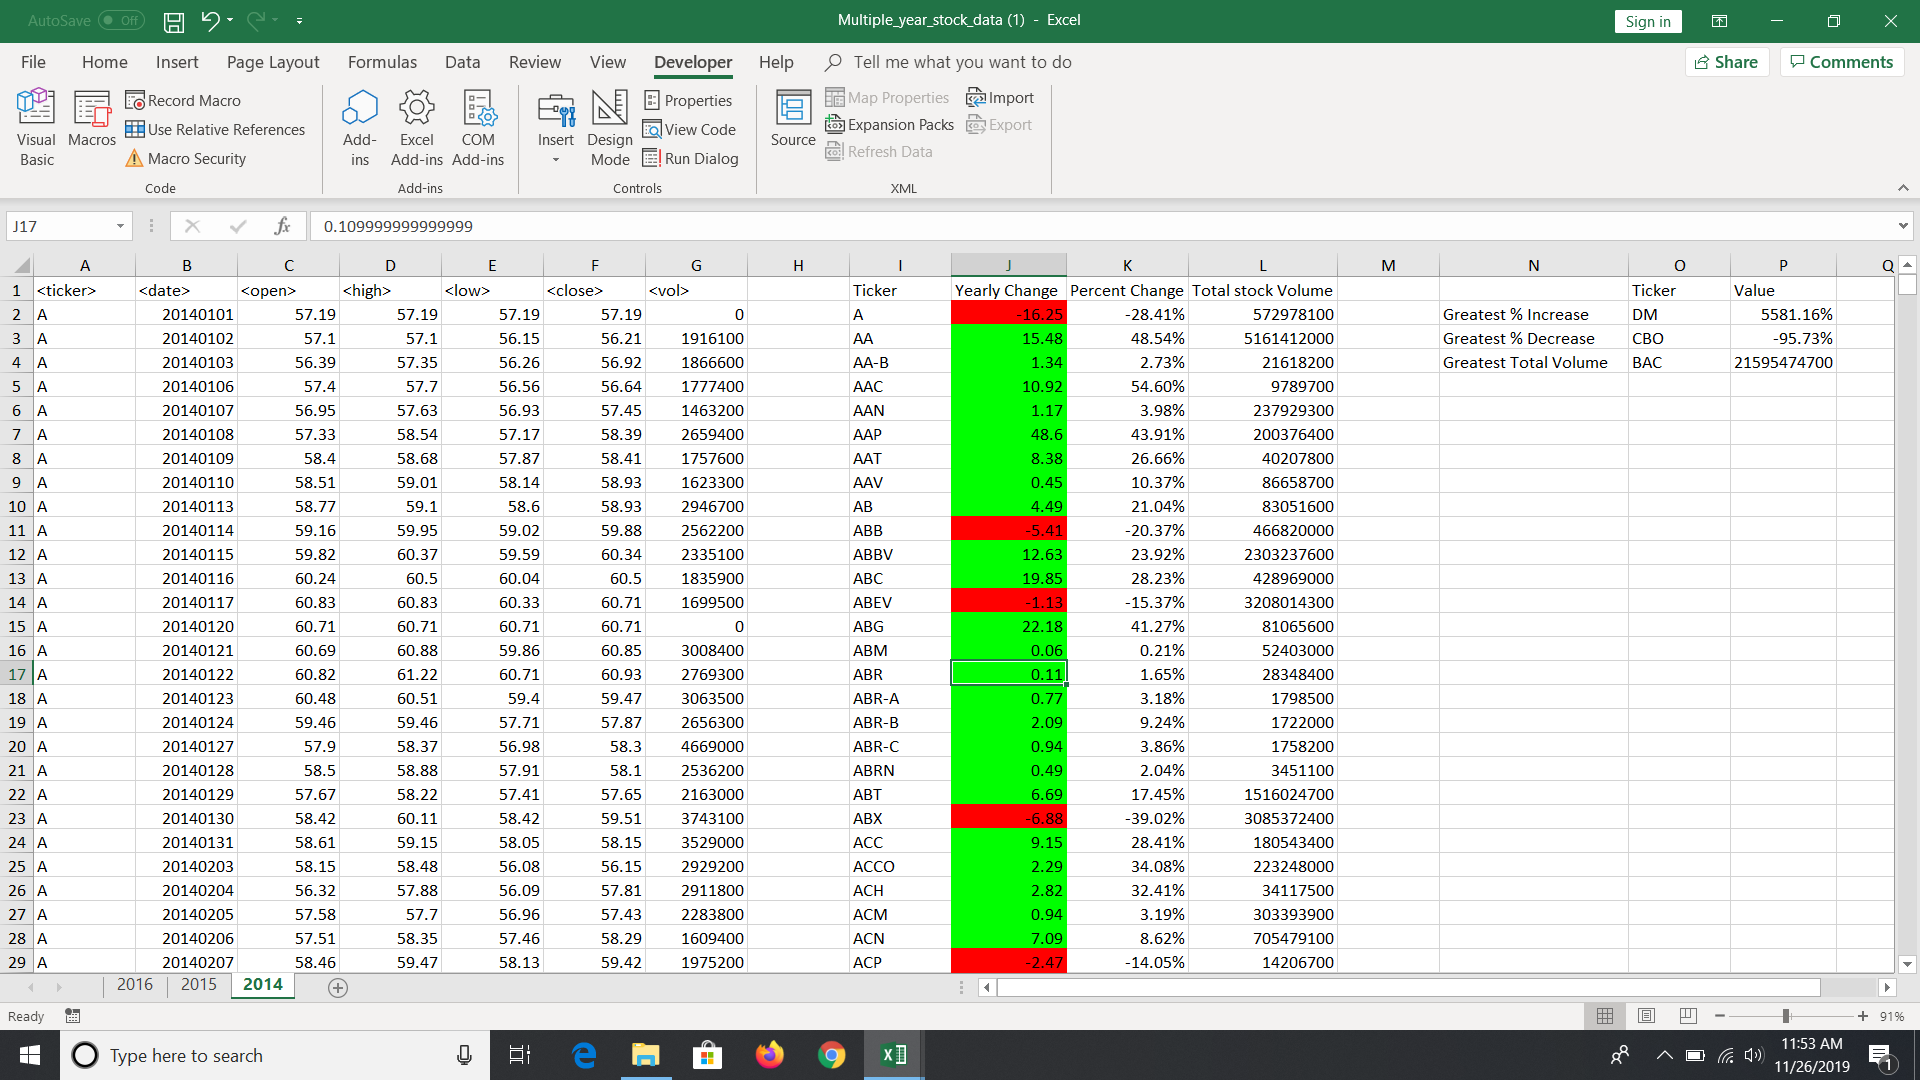 AutoSave Off
Multiple_year_stock_data (1) - Excel
Sign in
File Home Insert Page Layout Formulas Data Review View Developer Help Tell me what you want to do
Share Comments
Visual Basic
Macros
Record Macro
Use Relative References
Macro Security
Code
Add-ins
Excel Add-ins
COM Add-ins
Add-ins
Insert
Design Mode
Properties
View Code
Run Dialog
Controls
Source
Map Properties
Expansion Packs
Refresh Data
Import
Export
XML
J17 fx 0.109999999999999
A B C D E F G H I J K L M N O P Q
1 <ticker> <date> <open> <high> <low> <close> <vol> Ticker Yearly Change Percent Change Total stock Volume Ticker Value
2 A 20140101 57.19 57.19 57.19 57.19 0 A -16.25 -28.41% 572978100 Greatest % Increase DM 5581.16%
3 A 20140102 57.1 57.1 56.15 56.21 1916100 AA 15.48 48.54% 5161412000 Greatest % Decrease CBO -95.73%
4 A 20140103 56.39 57.35 56.26 56.92 1866600 AA-B 1.34 2.73% 21618200 Greatest Total Volume BAC 21595474700
5 A 20140106 57.4 57.7 56.56 56.64 1777400 AAC 10.92 54.60% 9789700
6 A 20140107 56.95 57.63 56.93 57.45 1463200 AAN 1.17 3.98% 237929300
7 A 20140108 57.33 58.54 57.17 58.39 2659400 AAP 48.6 43.91% 200376400
8 A 20140109 58.4 58.68 57.87 58.41 1757600 AAT 8.38 26.66% 40207800
9 A 20140110 58.51 59.01 58.14 58.93 1623300 AAV 0.45 10.37% 86658700
10 A 20140113 58.77 59.1 58.6 58.93 2946700 AB 4.49 21.04% 83051600
11 A 20140114 59.16 59.95 59.02 59.88 2562200 ABB -5.41 -20.37% 466820000
12 A 20140115 59.82 60.37 59.59 60.34 2335100 ABBV 12.63 23.92% 2303237600
13 A 20140116 60.24 60.5 60.04 60.5 1835900 ABC 19.85 28.23% 428969000
14 A 20140117 60.83 60.83 60.33 60.71 1699500 ABEV -1.13 -15.37% 3208014300
15 A 20140120 60.71 60.71 60.71 60.71 0 ABG 22.18 41.27% 81065600
16 A 20140121 60.69 60.88 59.86 60.85 3008400 ABM 0.06 0.21% 52403000
17 A 20140122 60.82 61.22 60.71 60.93 2769300 ABR 0.11 1.65% 28348400
18 A 20140123 60.48 60.51 59.4 59.47 3063500 ABR-A 0.77 3.18% 1798500
19 A 20140124 59.46 59.46 57.71 57.87 2656300 ABR-B 2.09 9.24% 1722000
20 A 20140127 57.9 58.37 56.98 58.3 4669000 ABR-C 0.94 3.86% 1758200
21 A 20140128 58.5 58.88 57.91 58.1 2536200 ABRN 0.49 2.04% 3451100
22 A 20140129 57.67 58.22 57.41 57.65 2163000 ABT 6.69 17.45% 1516024700
23 A 20140130 58.42 60.11 58.42 59.51 3743100 ABX -6.88 -39.02% 3085372400
24 A 20140131 58.61 59.15 58.05 58.15 3529000 ACC 9.15 28.41% 180543400
25 A 20140203 58.15 58.48 56.08 56.15 2929200 ACCO 2.29 34.08% 223248000
26 A 20140204 56.32 57.88 56.09 57.81 2911800 ACH 2.82 32.41% 34117500
27 A 20140205 57.58 57.7 56.96 57.43 2283800 ACM 0.94 3.19% 303393900
28 A 20140206 57.51 58.35 57.46 58.29 1609400 ACN 7.09 8.62% 705479100
29 A 20140207 58.46 59.47 58.13 59.42 1975200 ACP -2.47 -14.05% 14206700
2016 2015 2014
Ready
91%
Type here to search
11:53 AM
11/26/2019
1